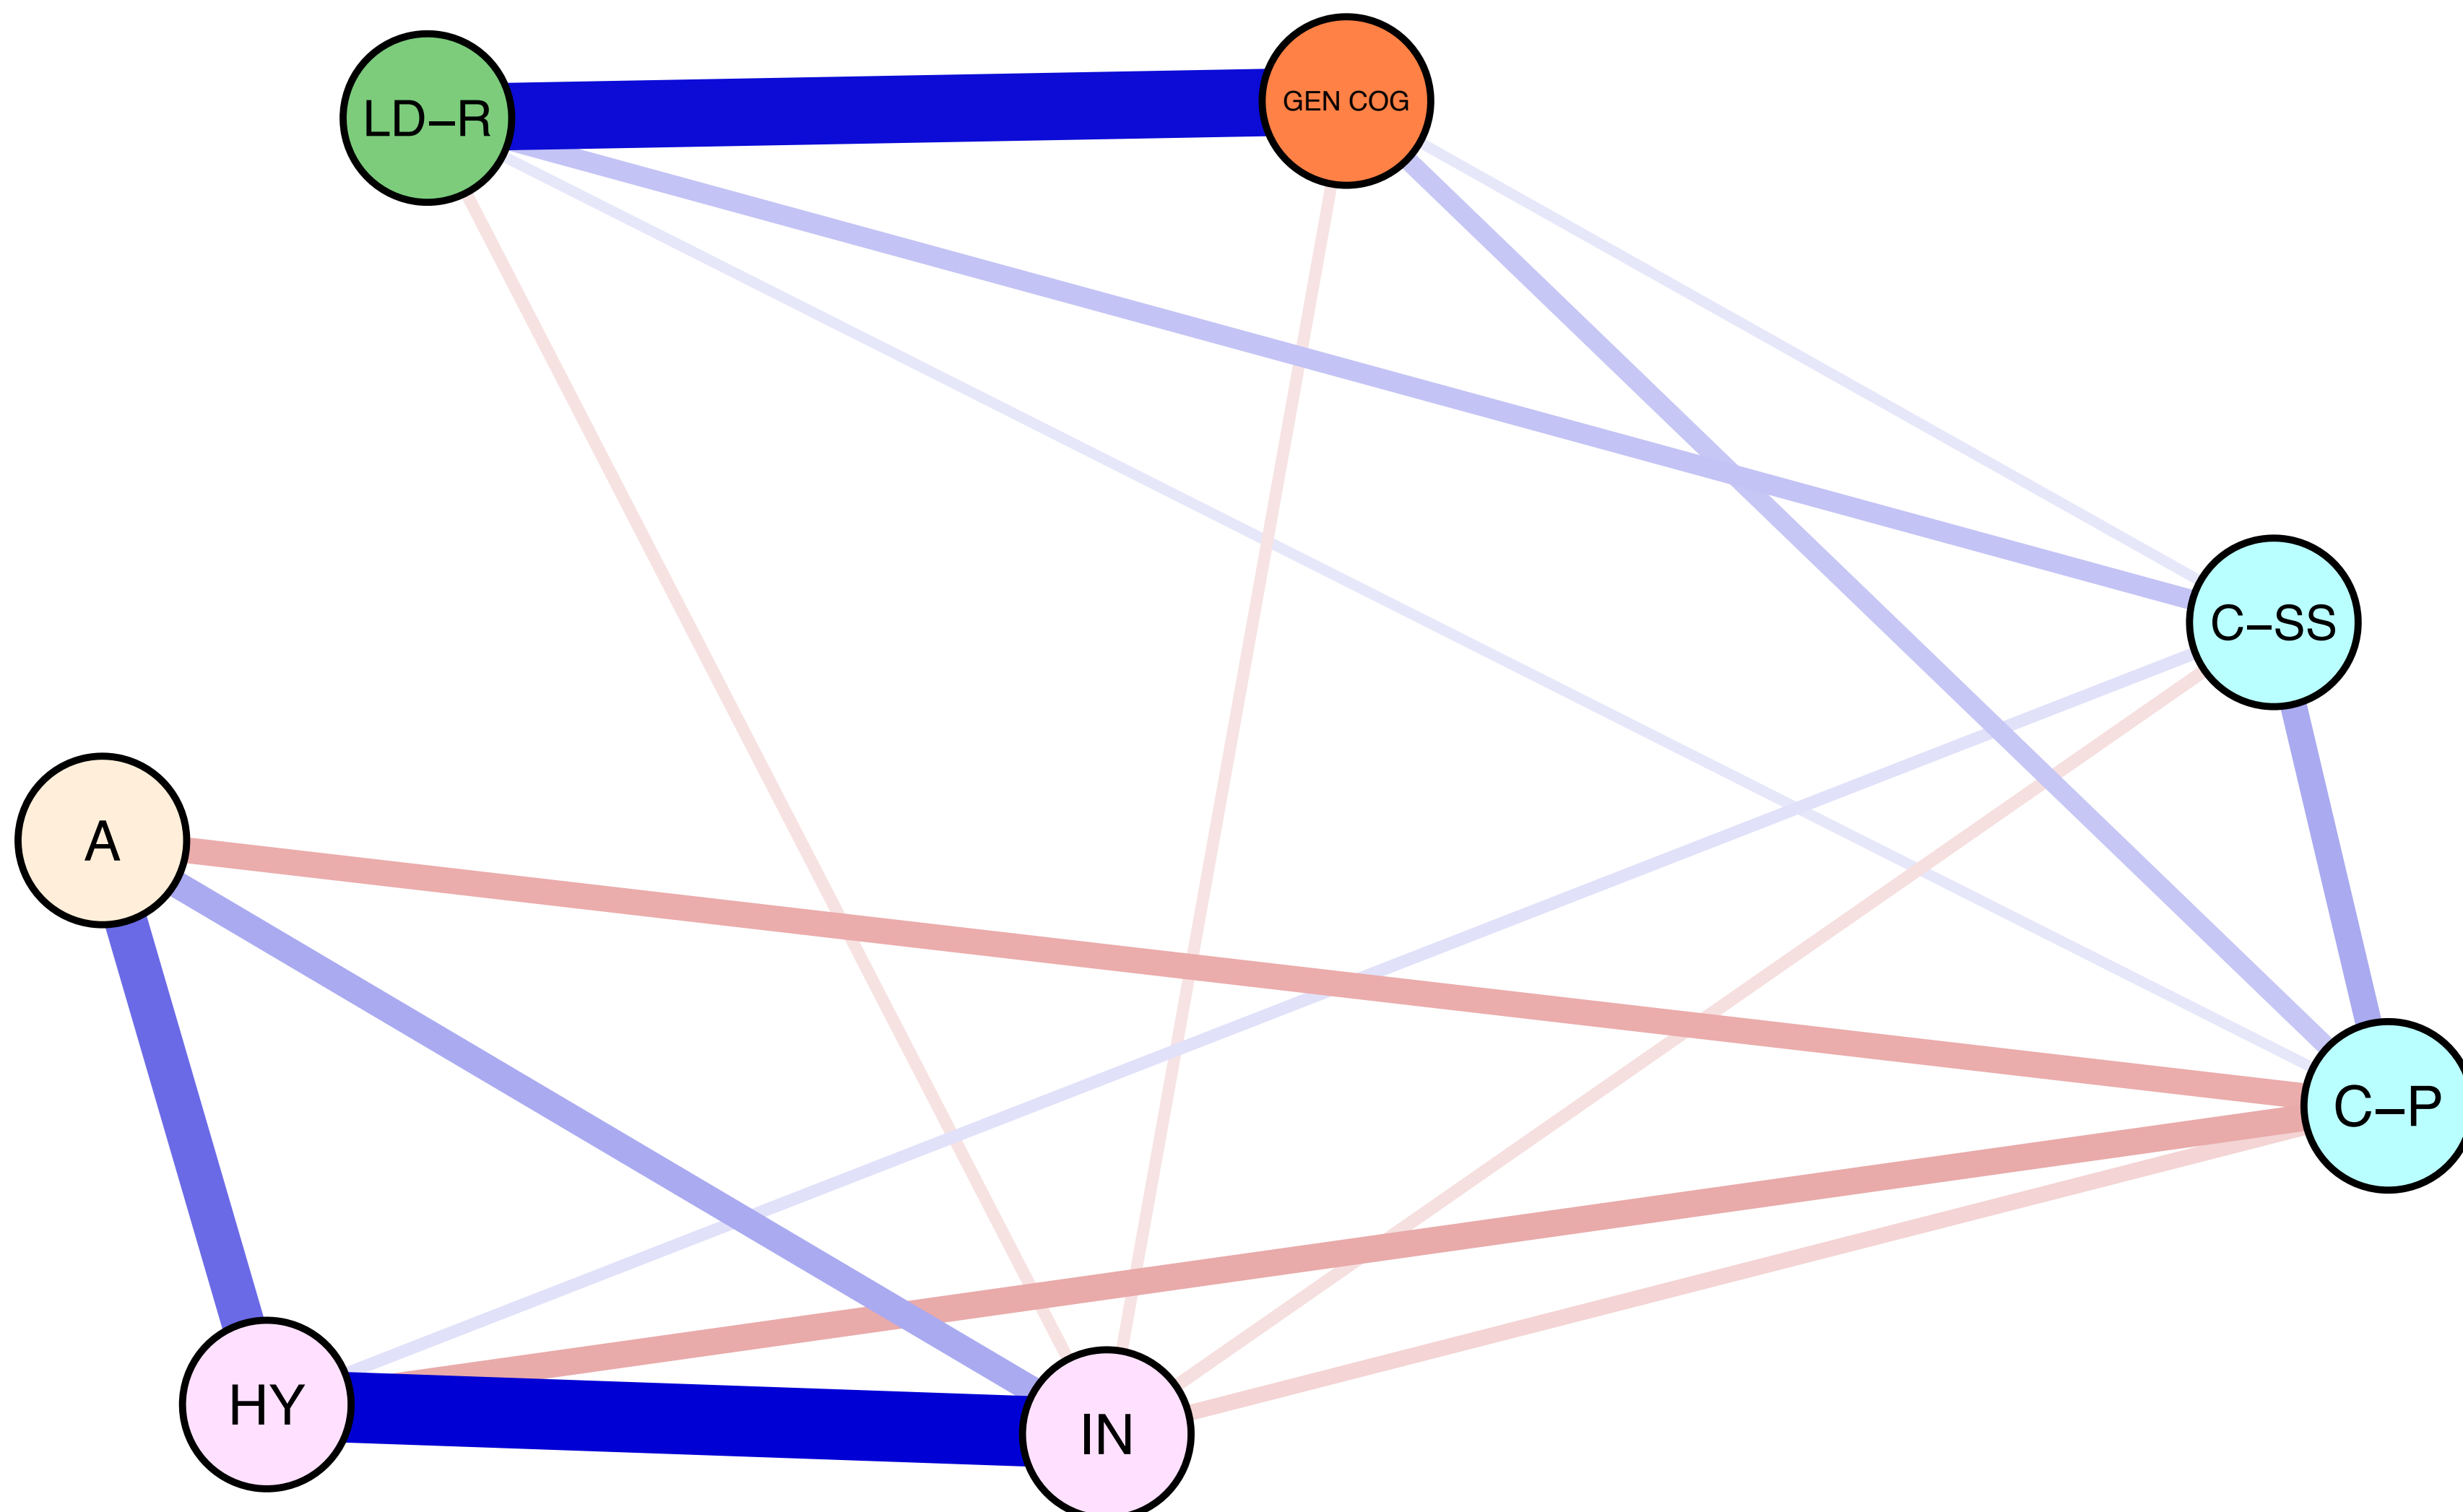 LD–R
GEN COG
C–SS
A
C–P
HY
IN